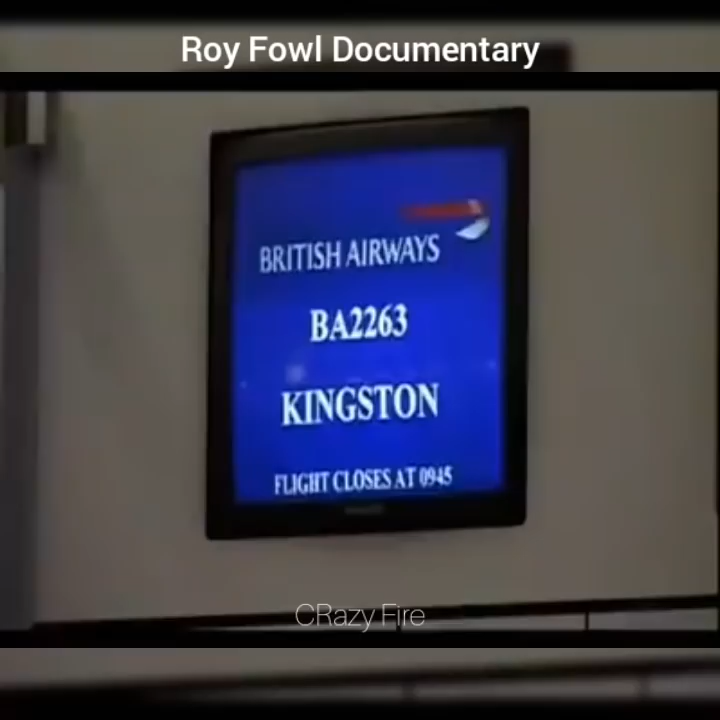 Roy Fowl Documentary
BRITISH AIRWAYS
BA2263
KINGSTON
FLIGHT CLOSES AT 0945
CRazy Fire